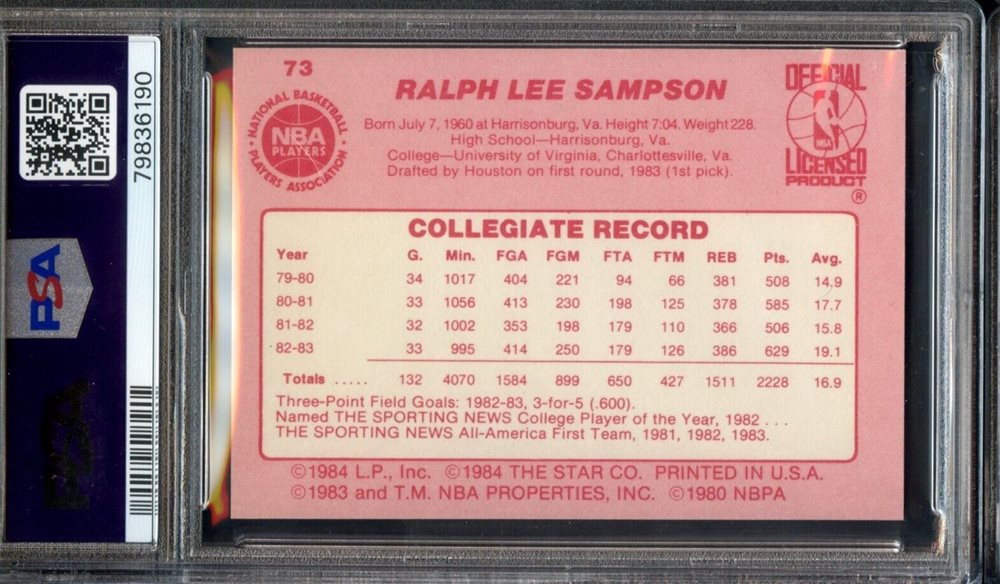 79836190
PSA
PSA
73
RALPH LEE SAMPSON
NATIONAL BASKETBALL
NBA
PLAYERS
PLAYERS ASSOCIATION
Born July 7, 1960 at Harrisonburg, Va. Height 7:04. Weight 228.
High School—Harrisonburg, Va.
College—University of Virginia, Charlottesville, Va.
Drafted by Houston on first round, 1983 (1st pick).
OFFICIAL
NBA
LICENSED
PRODUCT
®
COLLEGIATE RECORD
Year G. Min. FGA FGM FTA FTM REB Pts. Avg.
79-80 34 1017 404 221 94 66 381 508 14.9
80-81 33 1056 413 230 198 125 378 585 17.7
81-82 32 1002 353 198 179 110 366 506 15.8
82-83 33 995 414 250 179 126 386 629 19.1
Totals ..... 132 4070 1584 899 650 427 1511 2228 16.9
Three-Point Field Goals: 1982-83, 3-for-5 (.600).
Named THE SPORTING NEWS College Player of the Year, 1982 . . .
THE SPORTING NEWS All-America First Team, 1981, 1982, 1983.
©1984 L.P., Inc. ©1984 THE STAR CO. PRINTED IN U.S.A.
©1983 and T.M. NBA PROPERTIES, INC. ©1980 NBPA